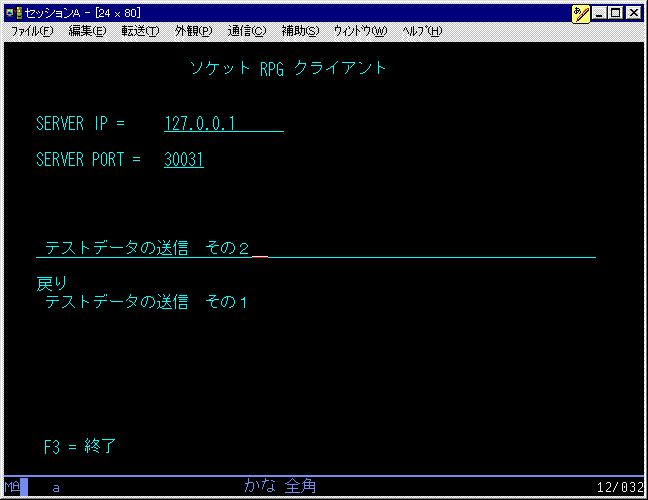 セッションA - [24 × 80]
ファイル(F) 編集(E) 転送(T) 外観(P) 通信(C) 補助(S) ウィンドウ(W) ヘルプ(H)
ソケット RPG クライアント
SERVER IP = 127.0.0.1
SERVER PORT = 30031
テストデータの送信 その2
戻り
テストデータの送信 その1
F3 = 終了
MA a かな 全角 12/032